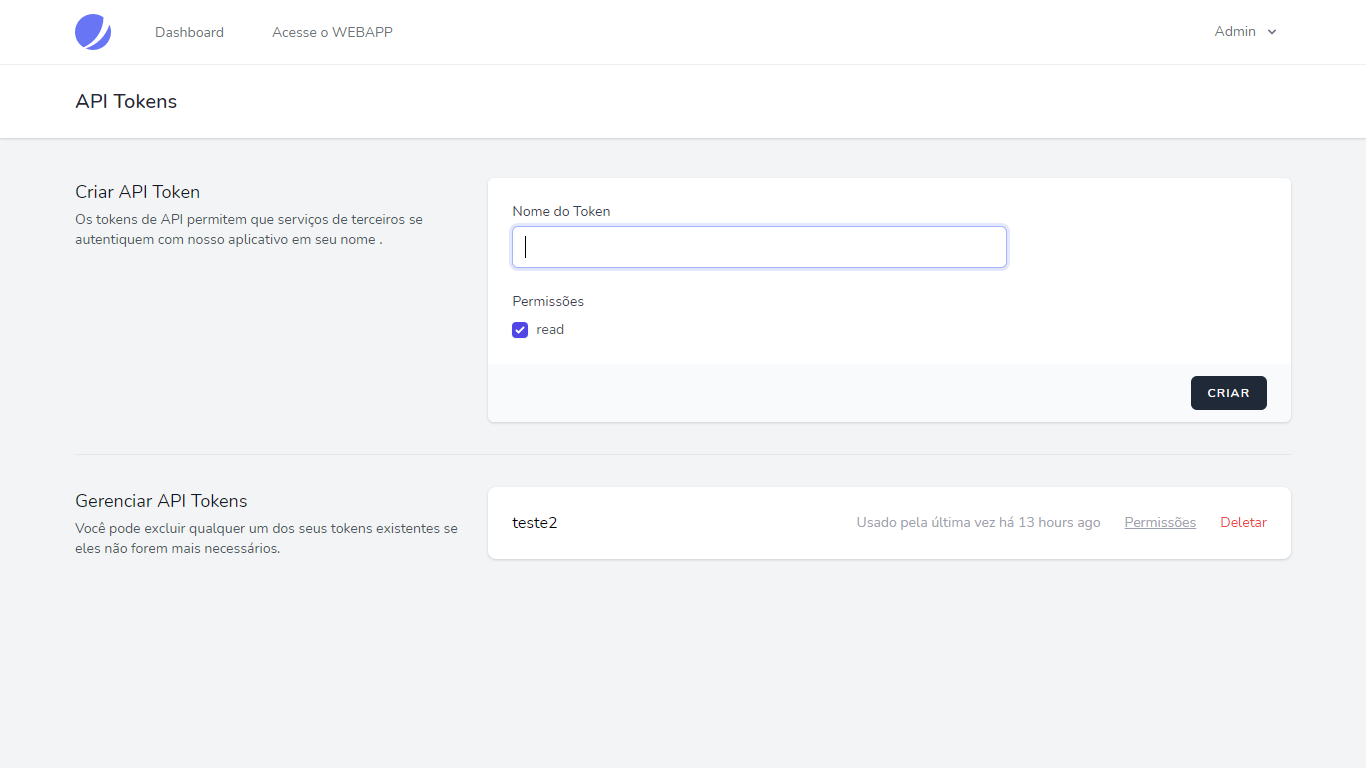 Dashboard
Acesse o WEBAPP
Admin
API Tokens
Criar API Token
Os tokens de API permitem que serviços de terceiros se
autentiquem com nosso aplicativo em seu nome .
Nome do Token
Permissões
read
CRIAR
Gerenciar API Tokens
Você pode excluir qualquer um dos seus tokens existentes se
eles não forem mais necessários.
teste2
Usado pela última vez há 13 hours ago
Permissões
Deletar